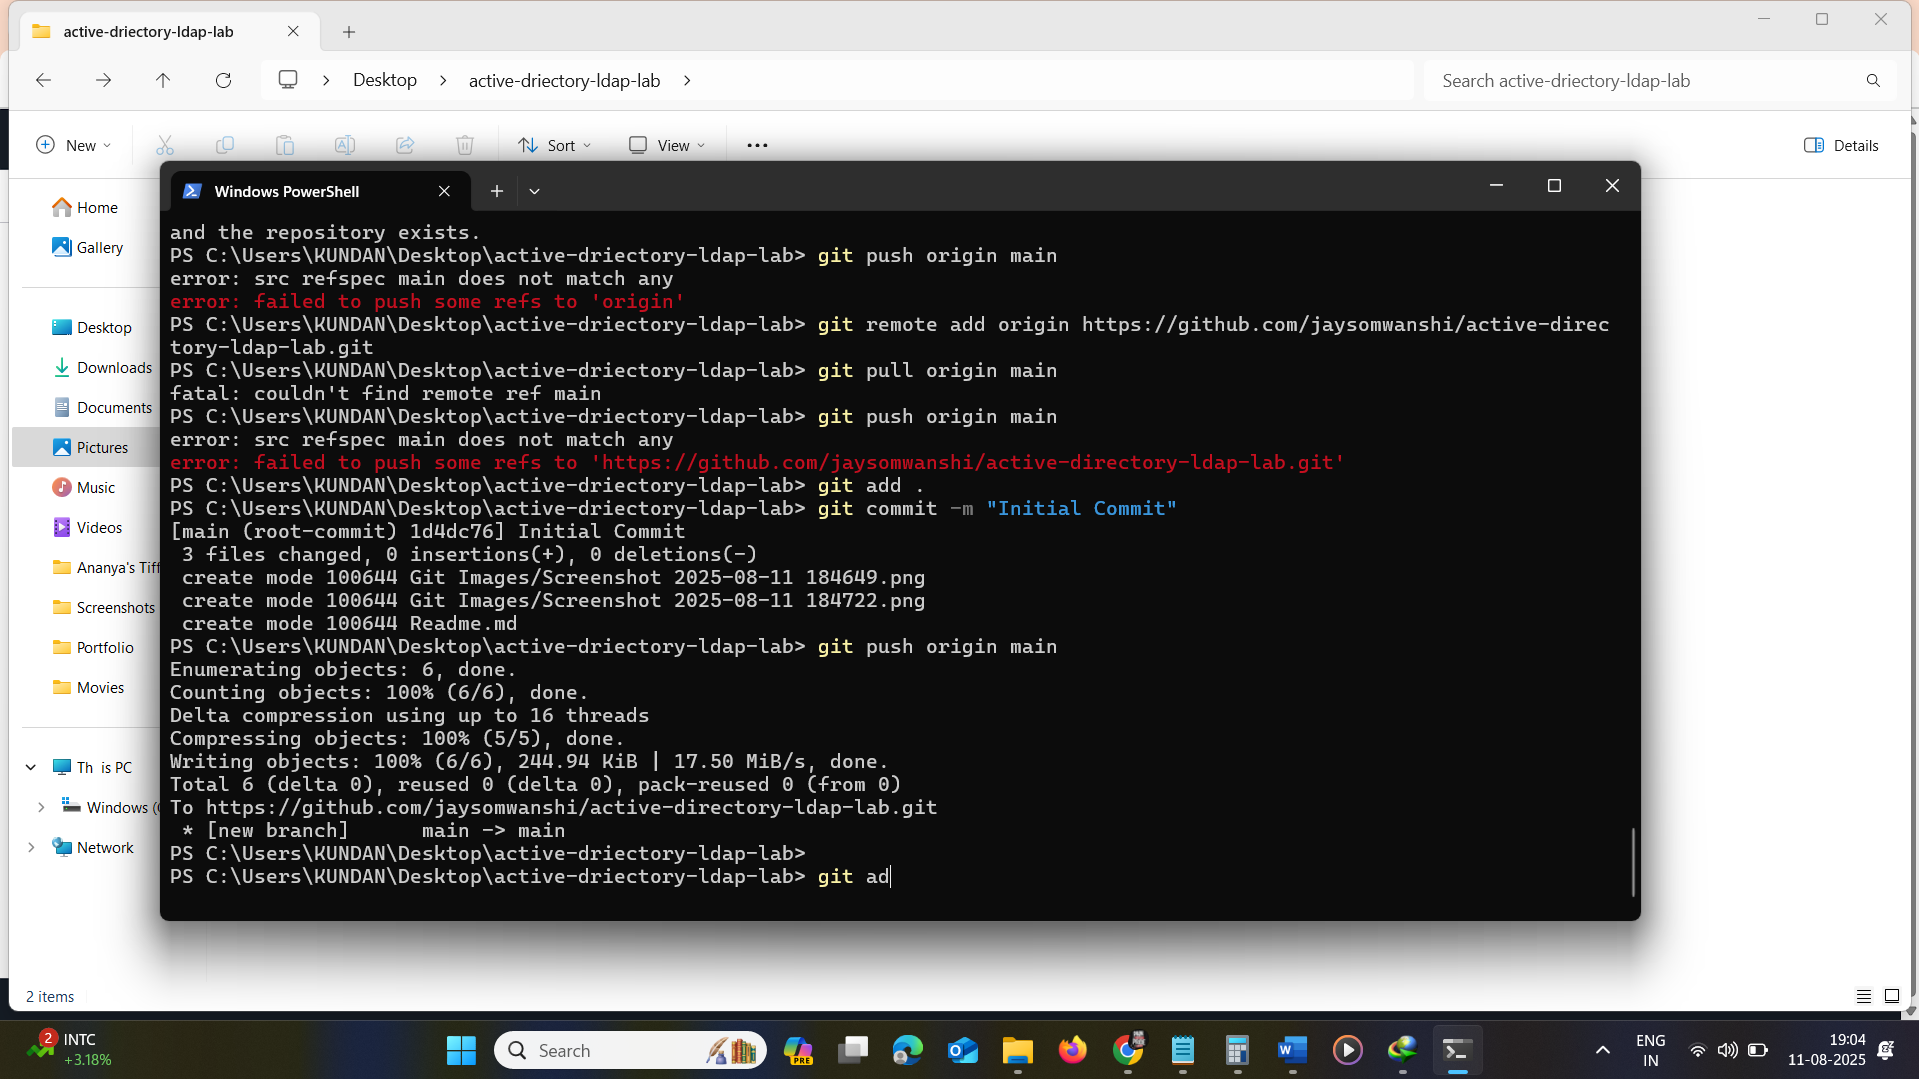 active-driectory-ldap-lab
Desktop
active-driectory-ldap-lab
Search active-driectory-ldap-lab
New
Sort
View
Details
Home
Gallery
Desktop
Downloads
Documents
Pictures
Music
Videos
Ananya's Tiff
Screenshots
Portfolio
Movies
Th is PC
Windows (
Network
2 items
Windows PowerShell
and the repository exists.
PS C:\Users\KUNDAN\Desktop\active-driectory-ldap-lab> git push origin main
error: src refspec main does not match any
error: failed to push some refs to 'origin'
PS C:\Users\KUNDAN\Desktop\active-driectory-ldap-lab> git remote add origin https://github.com/jaysomwanshi/active-direc
tory-ldap-lab.git
PS C:\Users\KUNDAN\Desktop\active-driectory-ldap-lab> git pull origin main
fatal: couldn't find remote ref main
PS C:\Users\KUNDAN\Desktop\active-driectory-ldap-lab> git push origin main
error: src refspec main does not match any
error: failed to push some refs to 'https://github.com/jaysomwanshi/active-directory-ldap-lab.git'
PS C:\Users\KUNDAN\Desktop\active-driectory-ldap-lab> git add .
PS C:\Users\KUNDAN\Desktop\active-driectory-ldap-lab> git commit -m "Initial Commit"
[main (root-commit) 1d4dc76] Initial Commit
3 files changed, 0 insertions(+), 0 deletions(-)
create mode 100644 Git Images/Screenshot 2025-08-11 184649.png
create mode 100644 Git Images/Screenshot 2025-08-11 184722.png
create mode 100644 Readme.md
PS C:\Users\KUNDAN\Desktop\active-driectory-ldap-lab> git push origin main
Enumerating objects: 6, done.
Counting objects: 100% (6/6), done.
Delta compression using up to 16 threads
Compressing objects: 100% (5/5), done.
Writing objects: 100% (6/6), 244.94 KiB | 17.50 MiB/s, done.
Total 6 (delta 0), reused 0 (delta 0), pack-reused 0 (from 0)
To https://github.com/jaysomwanshi/active-directory-ldap-lab.git
* [new branch]      main -> main
PS C:\Users\KUNDAN\Desktop\active-driectory-ldap-lab>
PS C:\Users\KUNDAN\Desktop\active-driectory-ldap-lab> git ad
2
INTC
+3.18%
Search
PRE
ENG
IN
19:04
11-08-2025